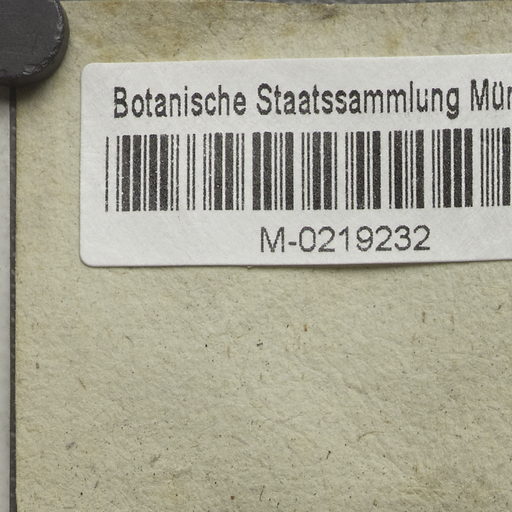 Botanische Staatssammlung Mün
M-0219232